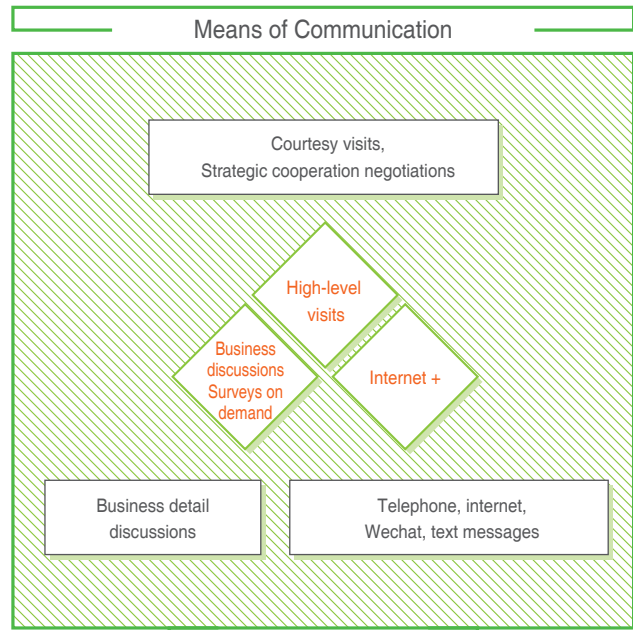 Means of Communication
Courtesy visits,
Strategic cooperation negotiations
High-level
visits
Business
discussions
Surveys on
demand
Internet +
Business detail
discussions
Telephone, internet,
Wechat, text messages